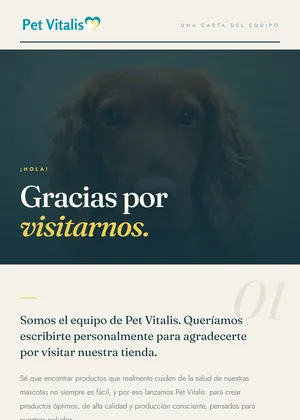 Pet Vitalis
UNA CARTA DEL EQUIPO
¡HOLA!
Gracias por
visitarnos.
01
Somos el equipo de Pet Vitalis. Queríamos
escribirte personalmente para agradecerte
por visitar nuestra tienda.
Sé que encontrar productos que realmente cuiden de la salud de nuestras
mascotas no siempre es fácil, y por eso lanzamos Pet Vitalis: para crear
productos óptimos, de alta calidad y producción consciente, pensados para